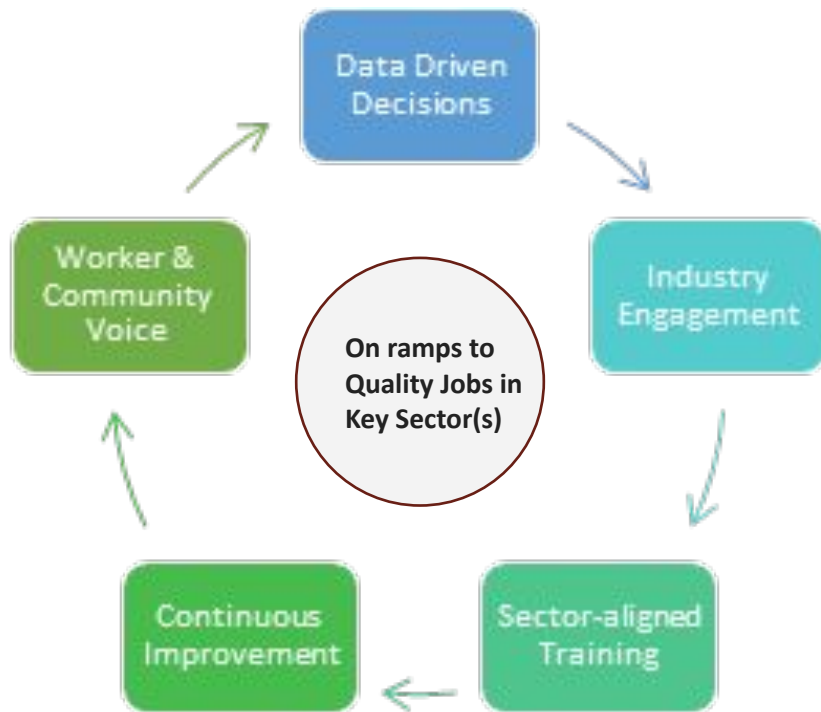 Data Driven
Decisions
Industry
Engagement
Sector-aligned
Training
Continuous
Improvement
Worker &
Community
Voice
On ramps to
Quality Jobs in
Key Sector(s)